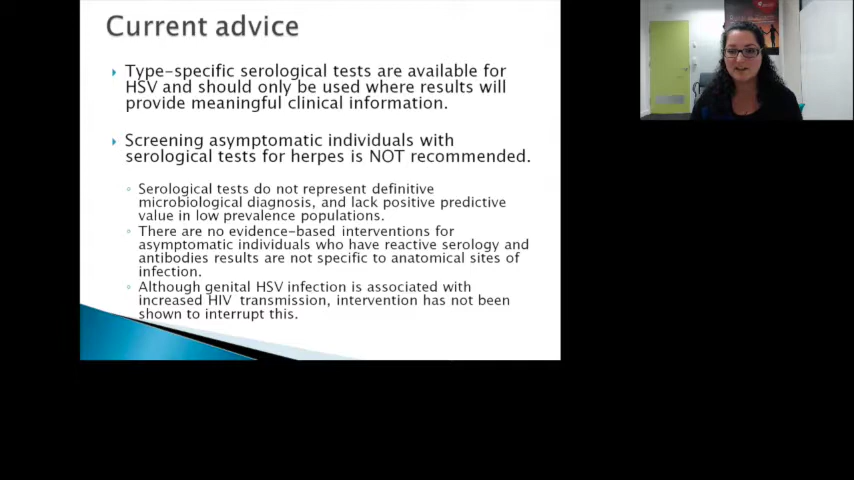 Current advice
Type-specific serological tests are available for
HSV and should only be used where results will
provide meaningful clinical information.
Screening asymptomatic individuals with
serological tests for herpes is NOT recommended.
Serological tests do not represent definitive
microbiological diagnosis, and lack positive predictive
value in low prevalence populations.
There are no evidence-based interventions for
asymptomatic individuals who have reactive serology and
antibodies results are not specific to anatomical sites of
infection.
Although genital HSV infection is associated with
increased HIV transmission, intervention has not been
shown to interrupt this.